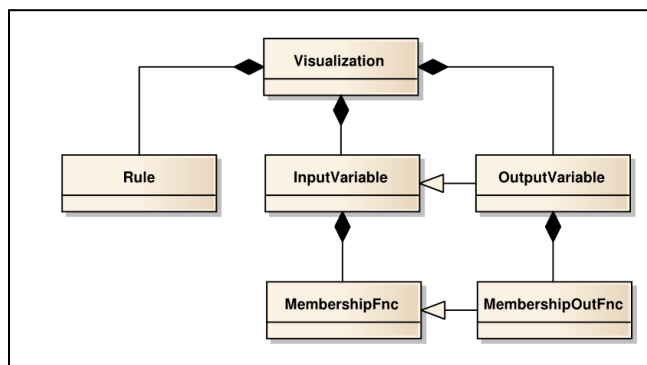 Visualization
Rule
InputVariable
OutputVariable
MembershipFnc
MembershipOutFnc